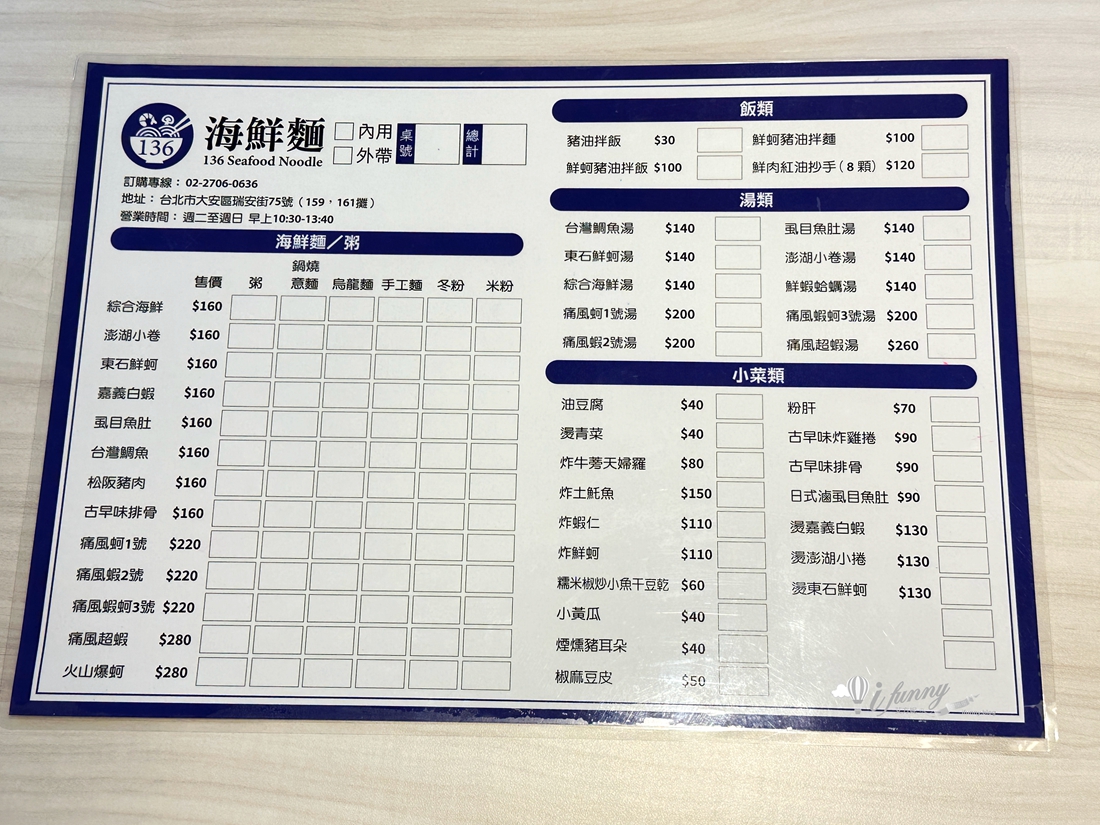 136
海鮮麵
136 Seafood Noodle
內用
外帶
桌號
總計
訂購專線：02-2706-0636
地址：台北市大安區瑞安街75號（159，161攤）
營業時間：週二至週日 早上10:30-13:40
海鮮麵／粥
售價 粥 鍋燒意麵 烏龍麵 手工麵 冬粉 米粉
綜合海鮮 $160
澎湖小卷 $160
東石鮮蚵 $160
嘉義白蝦 $160
虱目魚肚 $160
台灣鯛魚 $160
松阪豬肉 $160
古早味排骨 $160
痛風蚵1號 $220
痛風蝦2號 $220
痛風蝦蚵3號 $220
痛風超蝦 $280
火山爆蚵 $280
飯類
豬油拌飯 $30 鮮蚵豬油拌麵 $100
鮮蚵豬油拌飯 $100 鮮肉紅油抄手（8顆） $120
湯類
台灣鯛魚湯 $140 虱目魚肚湯 $140
東石鮮蚵湯 $140 澎湖小卷湯 $140
綜合海鮮湯 $140 鮮蝦蛤蠣湯 $140
痛風蚵1號湯 $200 痛風蝦蚵3號湯 $200
痛風蝦2號湯 $200 痛風超蝦湯 $260
小菜類
油豆腐 $40 粉肝 $70
燙青菜 $40 古早味炸雞捲 $90
炸牛蒡天婦羅 $80 古早味排骨 $90
炸土魠魚 $150 日式滷虱目魚肚 $90
炸蝦仁 $110 燙嘉義白蝦 $130
炸鮮蚵 $110 燙澎湖小捲 $130
糯米椒炒小魚干豆乾 $60 燙東石鮮蚵 $130
小黃瓜 $40
煙燻豬耳朵 $40
椒麻豆皮 $50
ifunny